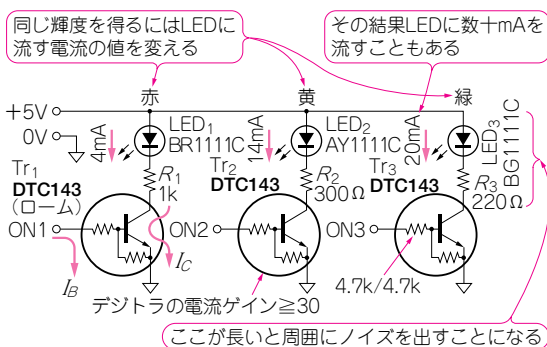 同じ輝度を得るにはLEDに
流す電流の値を変える
その結果LEDに数十mAを
流すこともある
赤
黄
緑
+5V
0V
4mA
LED1
BR1111C
14mA
LED2
AY1111C
20mA
LED3
BG1111C
Tr1
DTC143
(ローム)
R1
1k
Tr2
DTC143
R2
300Ω
Tr3
DTC143
R3
220Ω
ON1
ON2
ON3
IB
IC
4.7k/4.7k
デジトラの電流ゲイン≧30
ここが長いと周囲にノイズを出すことになる